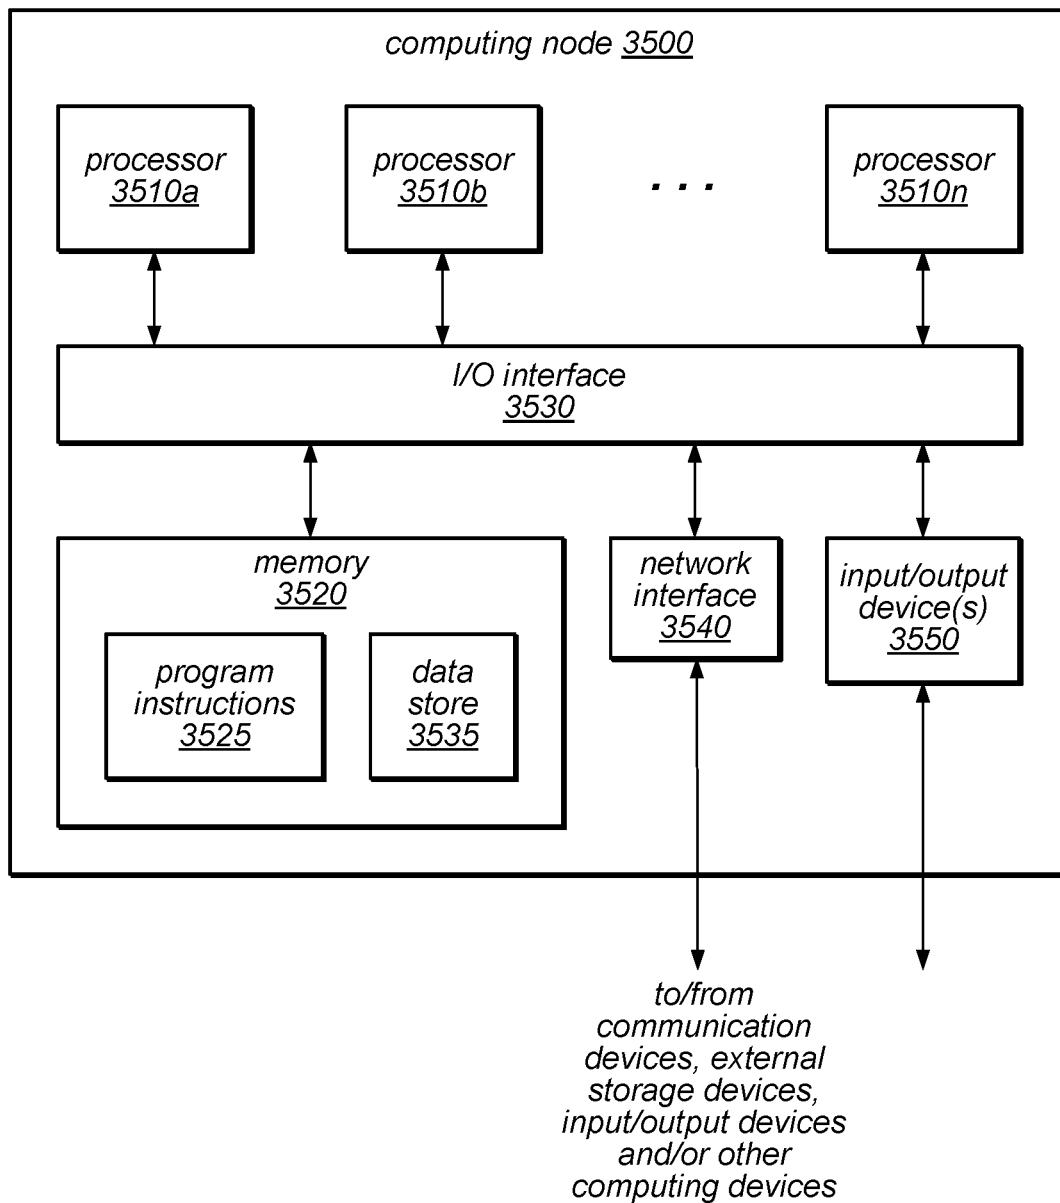 computing node 3500
processor
3510a
processor
3510b
. . .
processor
3510n
I/O interface
3530
memory
3520
program
instructions
3525
data
store
3535
network
interface
3540
input/output
device(s)
3550
to/from
communication
devices, external
storage devices,
input/output devices
and/or other
computing devices